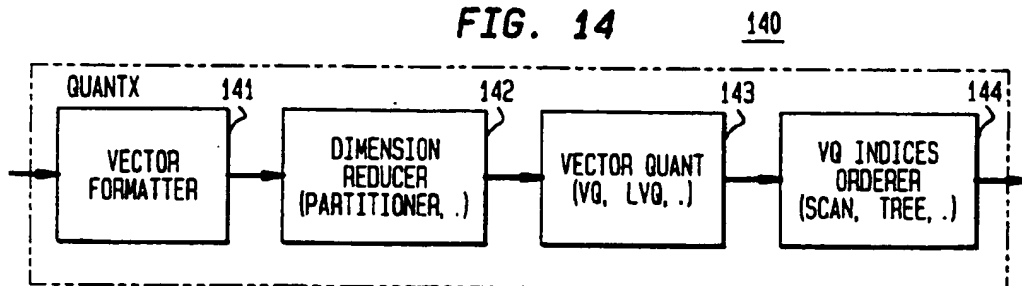 FIG. 14
140
QUANTX
141
142
143
144
VECTOR
FORMATTER
DIMENSION
REDUCER
(PARTITIONER, .)
VECTOR QUANT
(VQ, LVQ, .)
VQ INDICES
ORDERER
(SCAN, TREE, .)